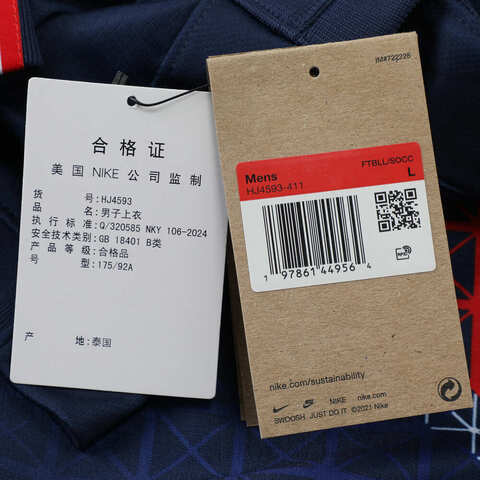 合格证
美国 NIKE 公司监制
货 号:HJ4593
品 名:男子上衣
执行标准:Q/320585 NKY 106-2024
安全技术类别:GB 18401 B类
产品等级:合格品
号 型:175/92A
产 地:泰国
IM#722226
FTBLL/SOCC
Mens L
HJ4593-411
1 97861 44956 4
RFID
nike.com/sustainability
NIKE nike.com
SWOOSH. JUST DO IT. ©2021 NIKE